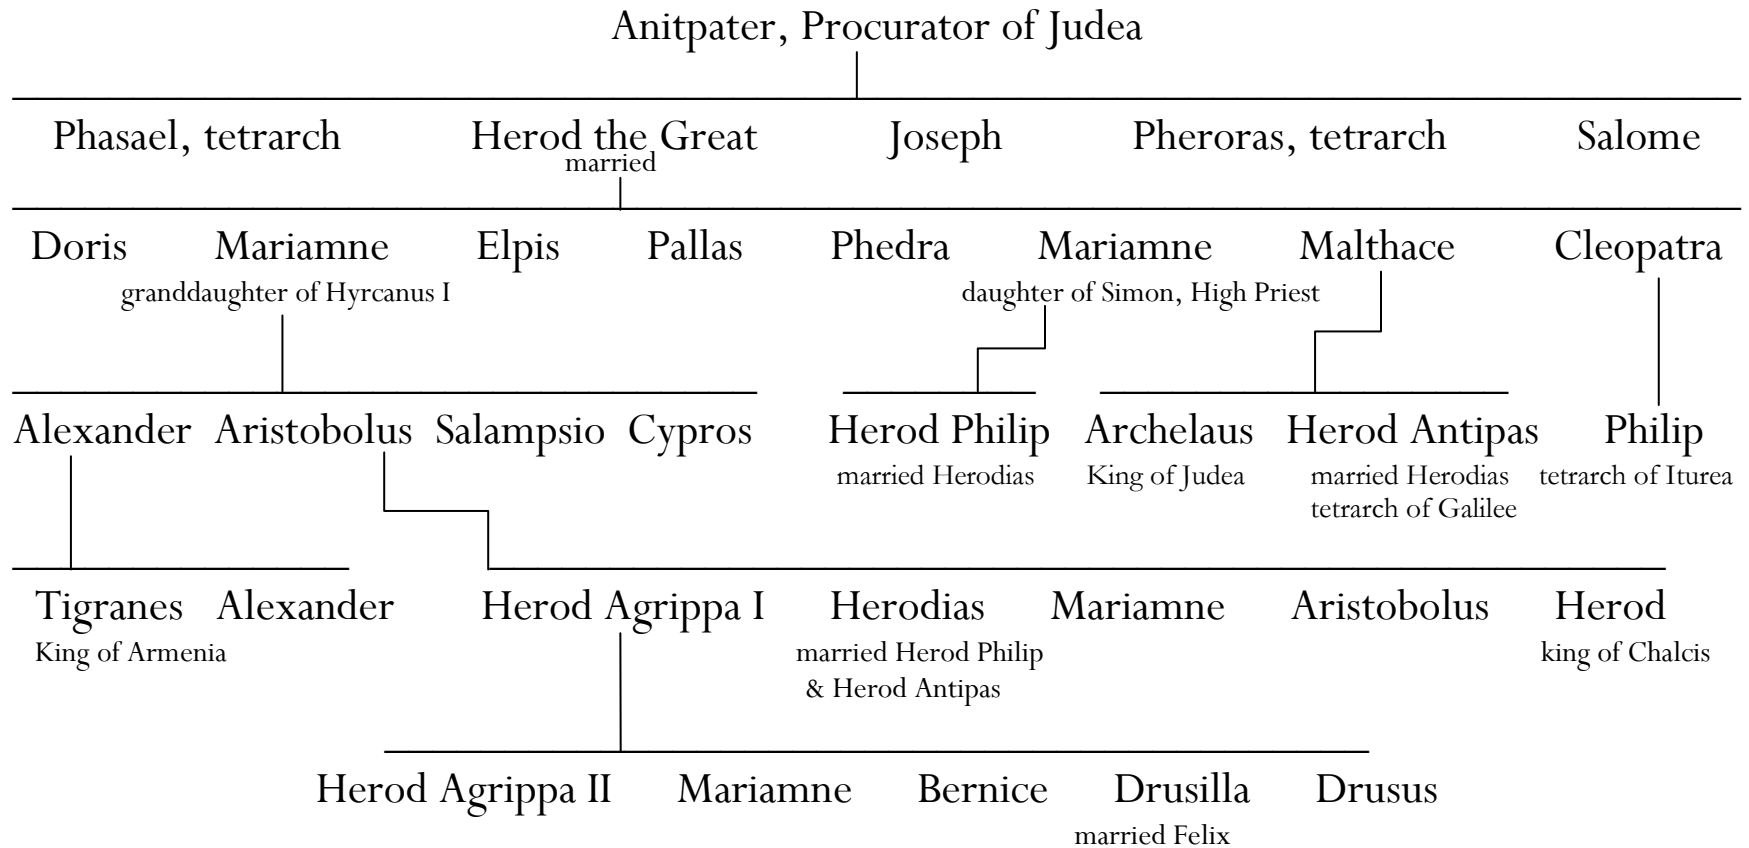 Anitpater, Procurator of Judea
Phasael, tetrarch Herod the Great Joseph Pheroras, tetrarch Salome
married
Doris Mariamne Elpis Pallas Phedra Mariamne Malthace Cleopatra
granddaughter of Hyrcanus I daughter of Simon, High Priest
Alexander Aristobolus Salampsio Cypros Herod Philip Archelaus Herod Antipas Philip
married Herodias King of Judea married Herodias tetrarch of Iturea
tetrarch of Galilee
Tigranes Alexander Herod Agrippa I Herodias Mariamne Aristobolus Herod
King of Armenia married Herod Philip king of Chalcis
& Herod Antipas
Herod Agrippa II Mariamne Bernice Drusilla Drusus
married Felix